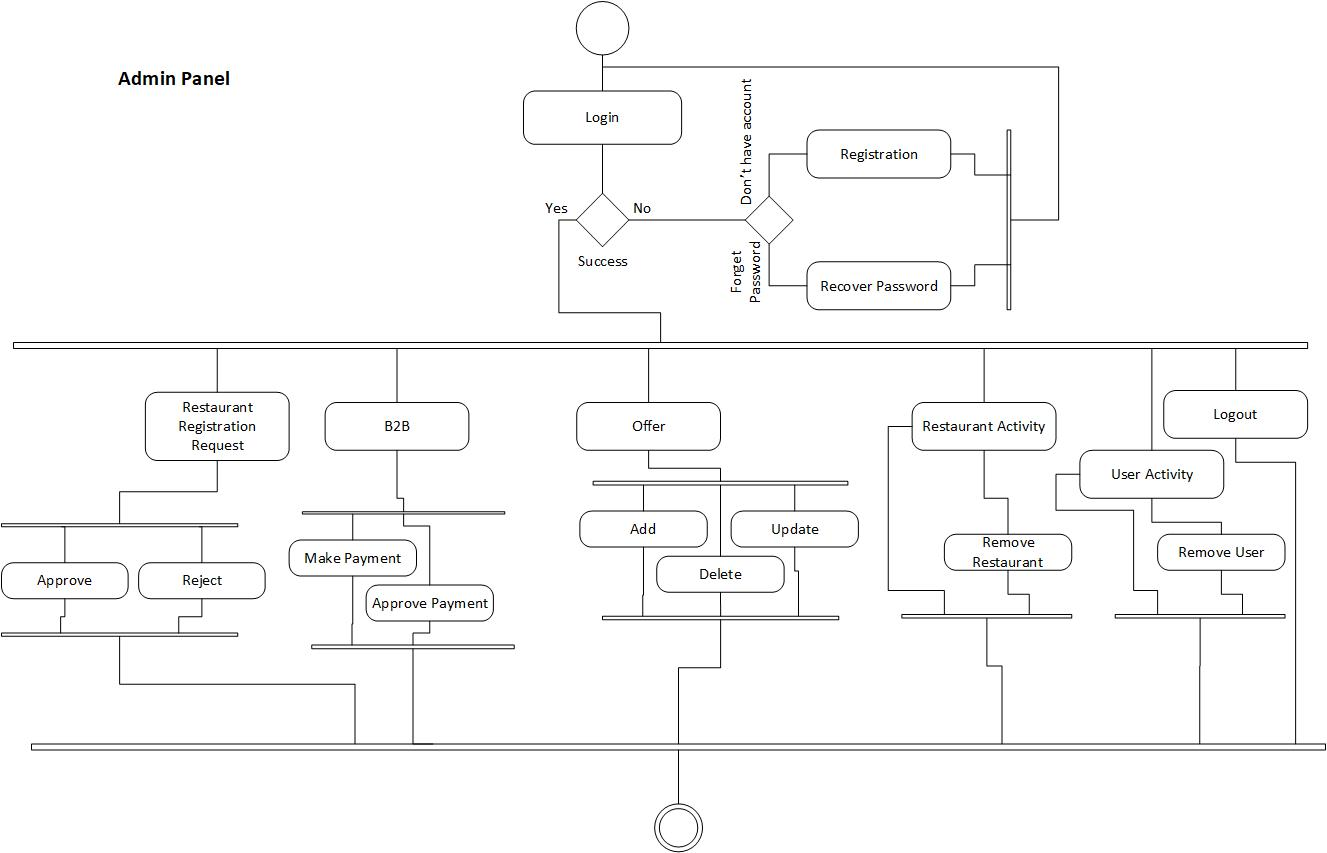 Admin Panel
Login
Don't have account
Registration
Yes
No
Success
Forget
Password
Recover Password
Restaurant
Registration
Request
B2B
Offer
Restaurant Activity
Logout
User Activity
Add
Update
Make Payment
Remove
Restaurant
Remove User
Approve
Reject
Delete
Approve Payment